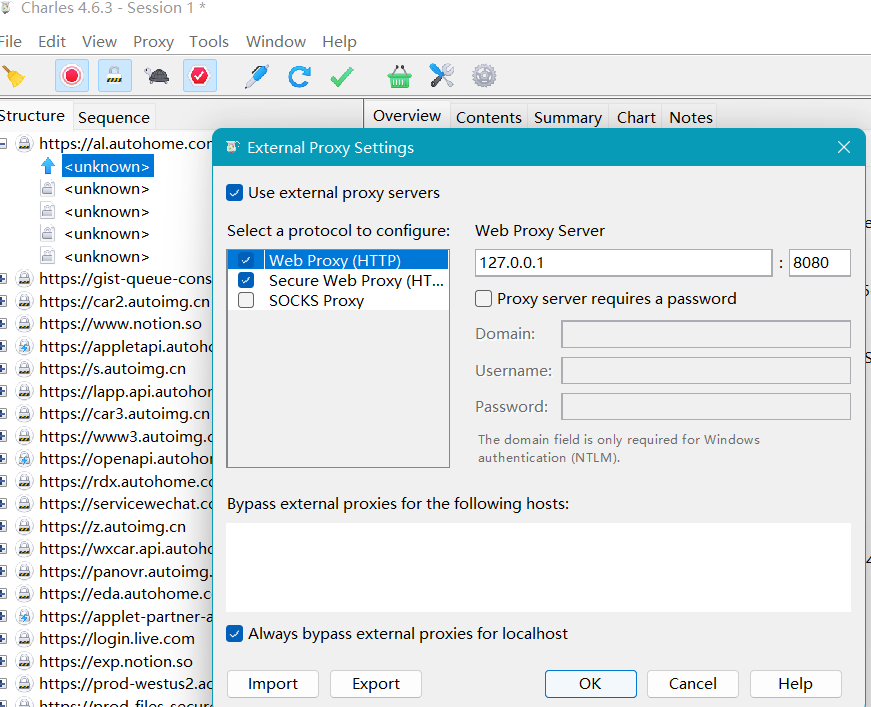 Charles 4.6.3 - Session 1 *
File Edit View Proxy Tools Window Help
Structure Sequence
Overview Contents Summary Chart Notes
https://al.autohome.com
<unknown>
<unknown>
<unknown>
<unknown>
<unknown>
https://gist-queue-cons
https://car2.autoimg.cn
https://www.notion.so
https://appletapi.autoho
https://s.autoimg.cn
https://lapp.api.autohor
https://car3.autoimg.cn
https://www3.autoimg.c
https://openapi.autohor
https://rdx.autohome.co
https://servicewechat.co
https://z.autoimg.cn
https://wxcar.api.autoho
https://panovr.autoimg.
https://eda.autohome.c
https://applet-partner-a
https://login.live.com
https://exp.notion.so
https://prod-westus2.ac
https://prod-files-secure
External Proxy Settings
Use external proxy servers
Select a protocol to configure:
Web Proxy (HTTP)
Secure Web Proxy (HT...
SOCKS Proxy
Web Proxy Server
127.0.0.1 : 8080
Proxy server requires a password
Domain:
Username:
Password:
The domain field is only required for Windows
authentication (NTLM).
Bypass external proxies for the following hosts:
Always bypass external proxies for localhost
Import Export OK Cancel Help